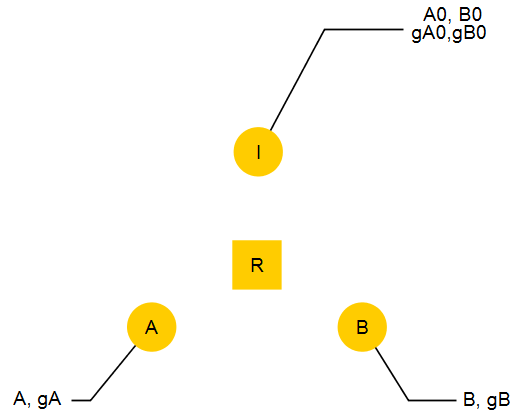 A0, B0
gA0,gB0
I
R
A
B
A, gA
B, gB